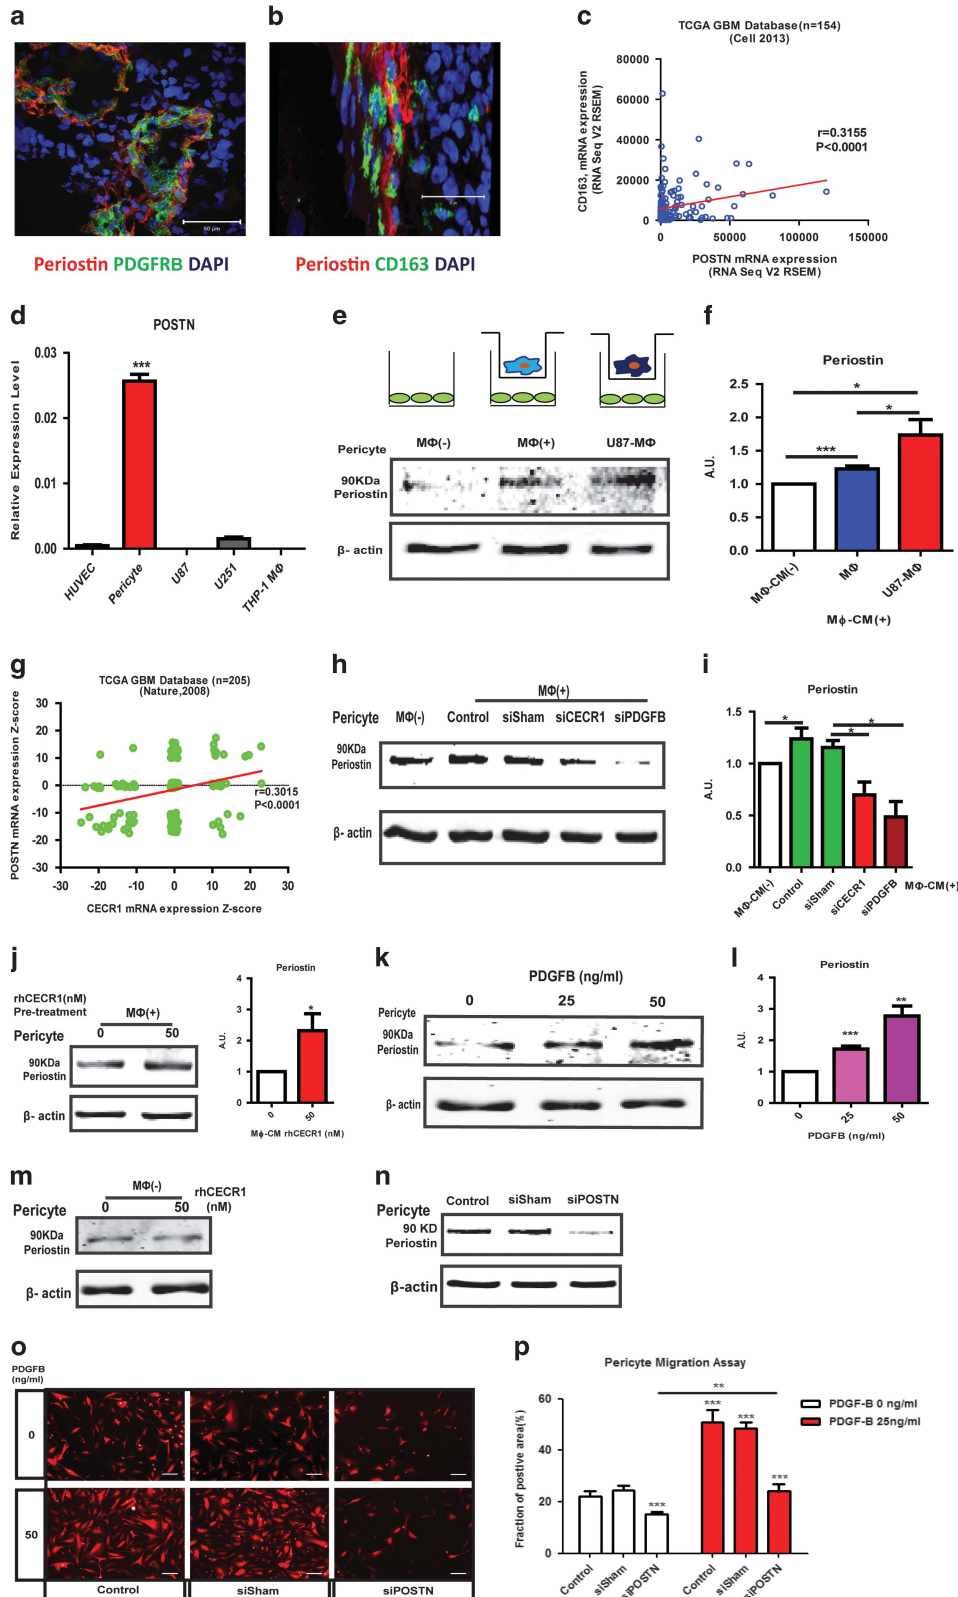 a
b
c
TCGA GBM Database(n=154)
(Cell 2013)
CD163, mRNA expression
(RNA Seq V2 RSEM)
80000
60000
40000
20000
0
r=0.3155
P<0.0001
0 50000 100000 150000
POSTN mRNA expression
(RNA Seq V2 RSEM)
50 µm
Periostin PDGFRB DAPI
Periostin CD163 DAPI
d
POSTN
Relative Expression Level
0.03
0.02
0.01
0.00
***
HUVEC
Pericyte
U87
U251
THP-1 MΦ
e
Pericyte
MΦ(-) MΦ(+) U87-MΦ
90KDa
Periostin
β- actin
f
Periostin
A.U.
2.5
2.0
1.5
1.0
0.5
0.0
*
*
***
MΦ-CM(-)
MΦ
U87-MΦ
Mϕ-CM(+)
g
TCGA GBM Database (n=205)
(Nature,2008)
POSTN mRNA expression Z-score
30
20
10
0
-10
-20
-30
r=0.3015
P<0.0001
-30 -20 -10 0 10 20 30
CECR1 mRNA expression Z-score
h
MΦ(+)
Pericyte MΦ(-) Control siSham siCECR1 siPDGFB
90KDa
Periostin
β- actin
i
Periostin
A.U.
1.5
1.0
0.5
0.0
*
*
*
MΦ-CM(-)
Control
siSham
siCECR1
siPDGFB
MΦ-CM(+)
j
rhCECR1(nM)
Pre-treatment
MΦ(+)
Pericyte 0 50
90KDa
Periostin
β- actin
Periostin
A.U.
4
3
2
1
0
*
0
50
Mϕ-CM rhCECR1 (nM)
k
PDGFB (ng/ml)
0 25 50
Pericyte
90KDa
Periostin
β- actin
l
Periostin
A.U.
4
3
2
1
0
***
**
0
25
50
PDGFB (ng/ml)
m
MΦ(-)
rhCECR1
(nM)
Pericyte 0 50
90KDa
Periostin
β- actin
n
Control siSham siPOSTN
Pericyte
90 KD
Periostin
β-actin
o
PDGFB
(ng/ml)
0
50
Control siSham siPOSTN
p
Pericyte Migration Assay
Fraction of postive area(%)
60
40
20
0
***
***
***
***
**
PDGF-B 0 ng/ml
PDGF-B 25ng/ml
Control
siSham
siPOSTN
Control
siSham
siPOSTN